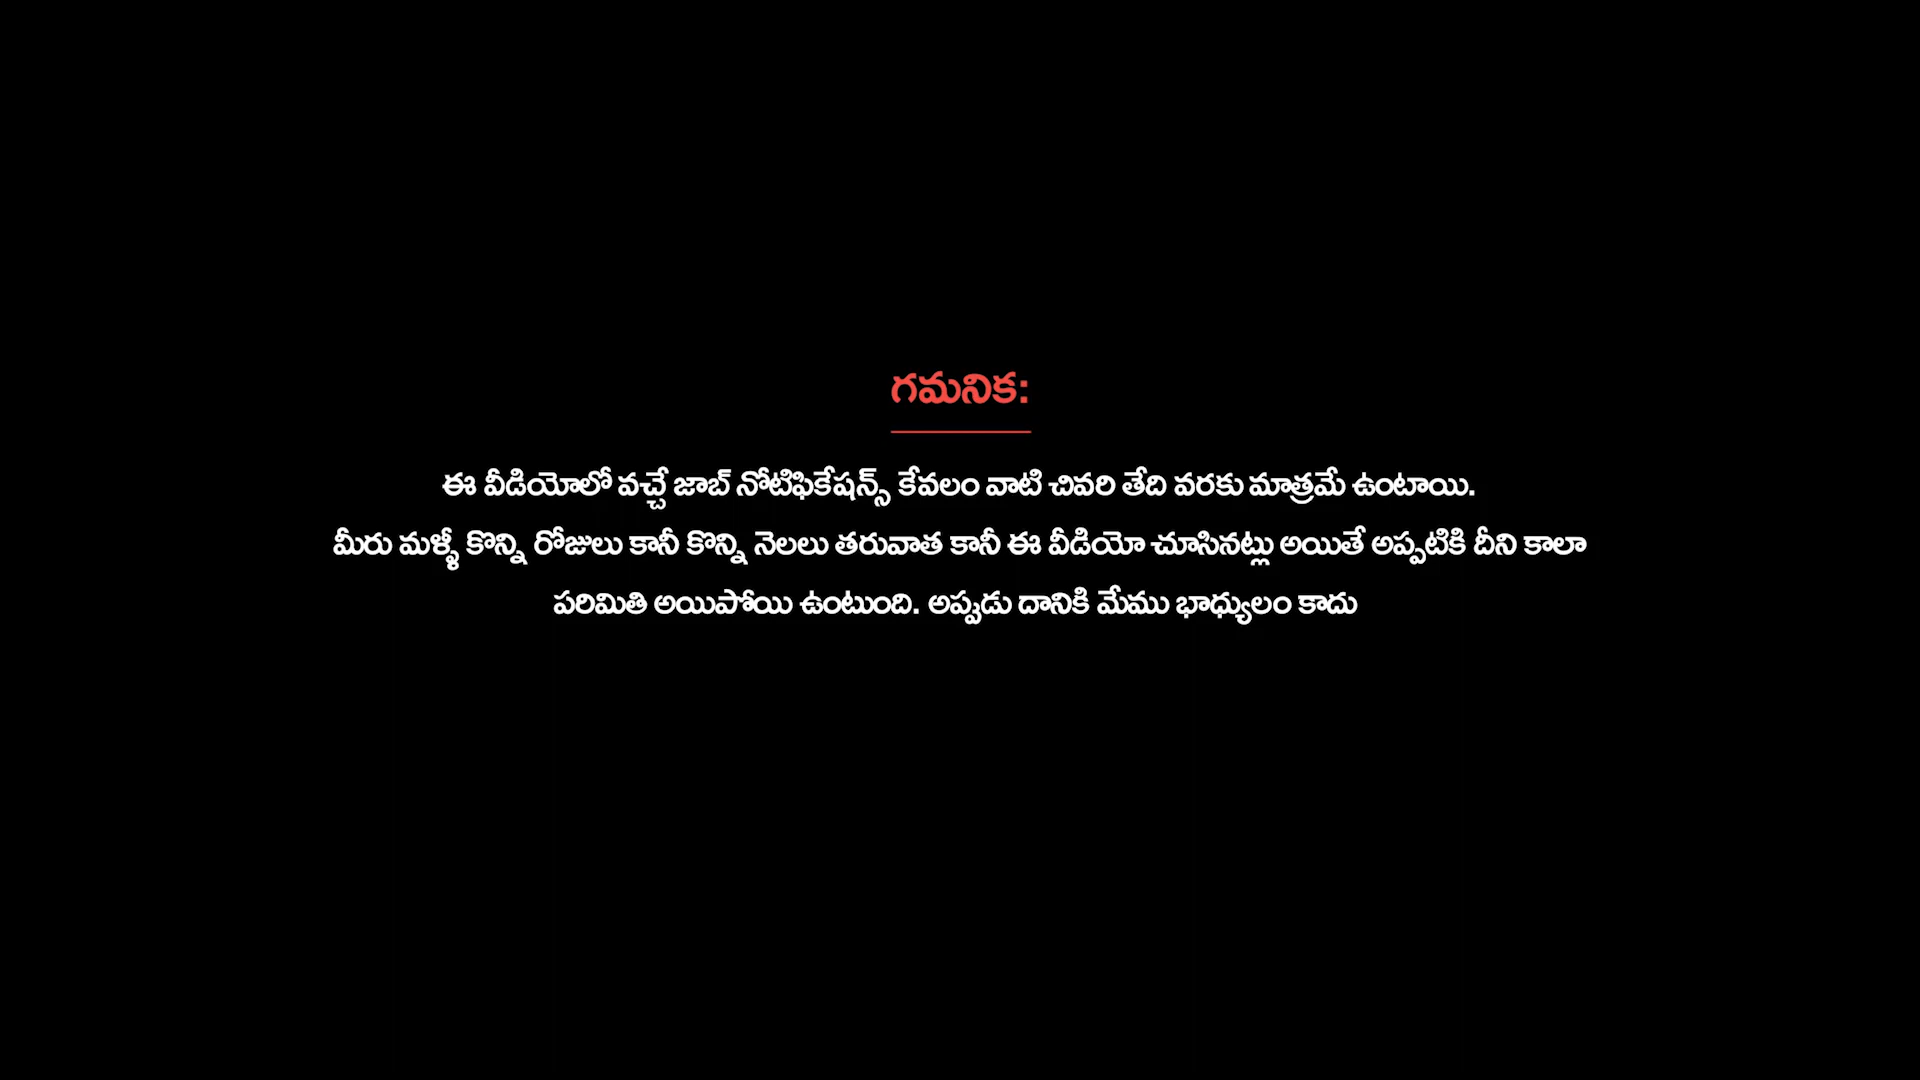 గమనిక:
ఈ వీడియోలో వచ్చే జాబ్ నోటిఫికేషన్స్ కేవలం వాటి చివరి తేది వరకు మాత్రమే ఉంటాయి.
మీరు మళ్ళీ కొన్ని రోజులు కానీ కొన్ని నెలలు తరువాత కానీ ఈ వీడియో చూసినట్లు అయితే అప్పటికి దీని కాలా
పరిమితి అయిపోయి ఉంటుంది. అప్పుడు దానికి మేము భాధ్యులం కాదు